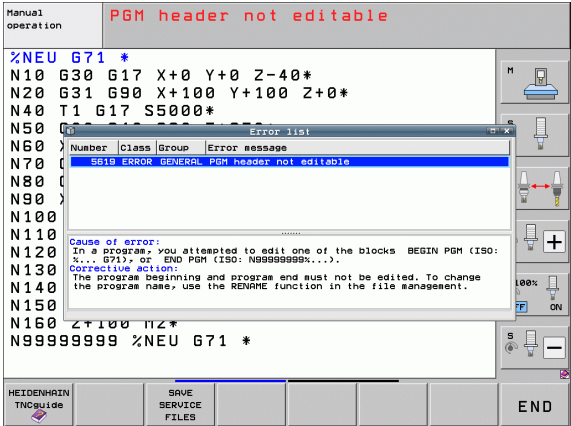 Manual
operation
PGM header not editable
%NEU G71 *
N10 G30 G17 X+0 Y+0 Z-40*
N20 G31 G90 X+100 Y+100 Z+0*
N40 T1 G17 S5000*
N50
N60
N70
N80
N90
N100
N110
N120
N130
N140
N150
N160 Z+100 M2*
N99999999 %NEU G71 *
Error list
Number Class Group Error message
5619 ERROR GENERAL PGM header not editable
Cause of error:
In a program, you attempted to edit one of the blocks BEGIN PGM (ISO:
%... G71), or END PGM (ISO: N99999999%...).
Corrective action:
The program beginning and program end must not be edited. To change
the program name, use the RENAME function in the file management.
M
S
100%
FF ON
S
HEIDENHAIN
TNCguide
SAVE
SERVICE
FILES
END